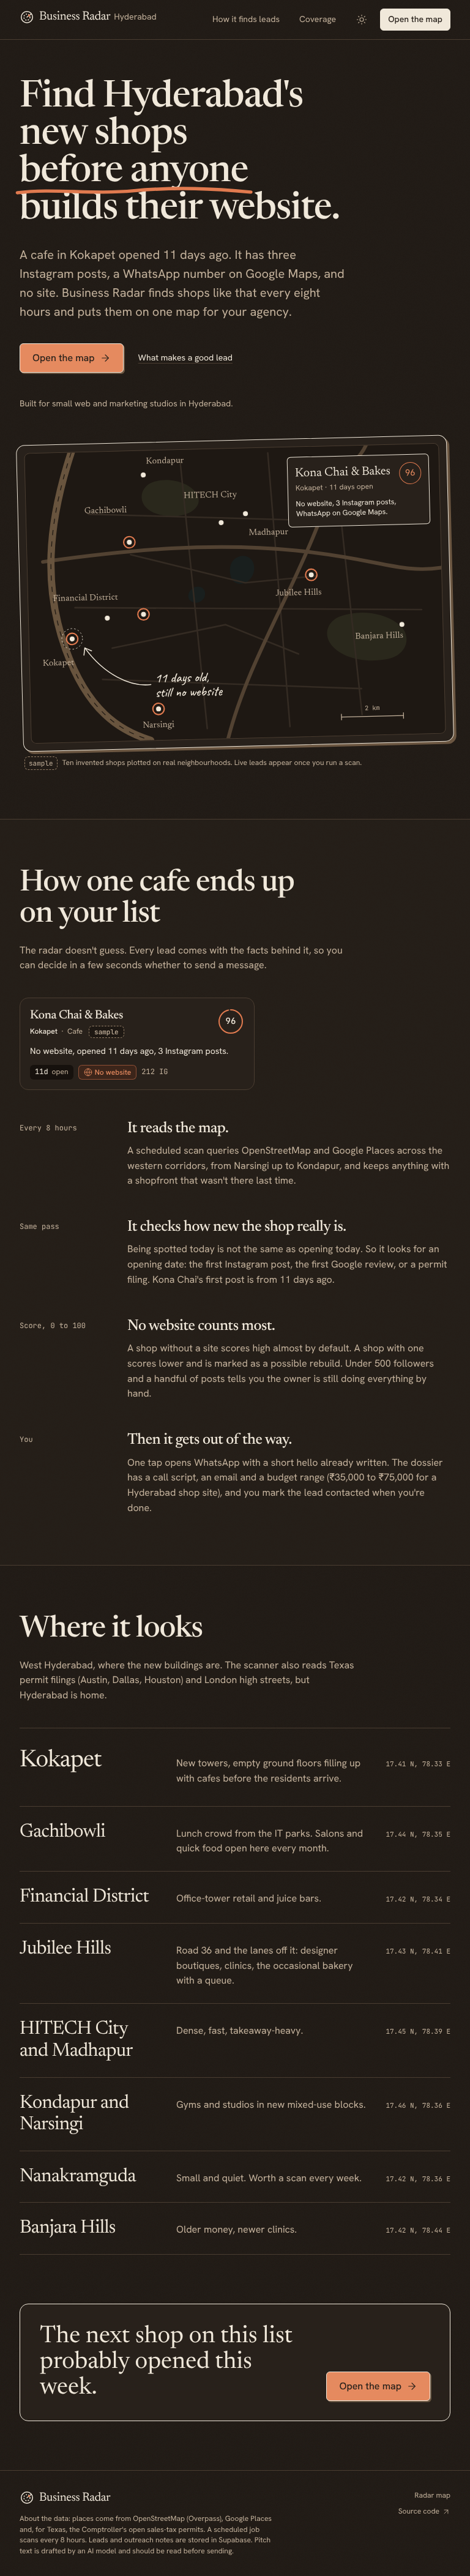 Business Radar Hyderabad
How it finds leads
Coverage
Open the map
Find Hyderabad's
new shops
before anyone
builds their website.
A cafe in Kokapet opened 11 days ago. It has three
Instagram posts, a WhatsApp number on Google Maps, and
no site. Business Radar finds shops like that every eight
hours and puts them on one map for your agency.
Open the map
What makes a good lead
Built for small web and marketing studios in Hyderabad.
Kondapur
HITECH City
Gachibowli
Madhapur
Kona Chai & Bakes
96
Kokapet · 11 days open
No website, 3 Instagram posts,
WhatsApp on Google Maps.
Financial District
Jubilee Hills
Banjara Hills
Kokapet
11 days old,
still no website
Narsingi
2 km
sample
Ten invented shops plotted on real neighbourhoods. Live leads appear once you run a scan.
How one cafe ends up
on your list
The radar doesn't guess. Every lead comes with the facts behind it, so you
can decide in a few seconds whether to send a message.
Kona Chai & Bakes
96
Kokapet · Cafe sample
No website, opened 11 days ago, 3 Instagram posts.
11d open
No website
212 IG
Every 8 hours
It reads the map.
A scheduled scan queries OpenStreetMap and Google Places across the
western corridors, from Narsingi up to Kondapur, and keeps anything with
a shopfront that wasn't there last time.
Same pass
It checks how new the shop really is.
Being spotted today is not the same as opening today. So it looks for an
opening date: the first Instagram post, the first Google review, or a permit
filing. Kona Chai's first post is from 11 days ago.
Score, 0 to 100
No website counts most.
A shop without a site scores high almost by default. A shop with one
scores lower and is marked as a possible rebuild. Under 500 followers
and a handful of posts tells you the owner is still doing everything by
hand.
You
Then it gets out of the way.
One tap opens WhatsApp with a short hello already written. The dossier
has a call script, an email and a budget range (₹35,000 to ₹75,000 for a
Hyderabad shop site), and you mark the lead contacted when you're
done.
Where it looks
West Hyderabad, where the new buildings are. The scanner also reads Texas
permit filings (Austin, Dallas, Houston) and London high streets, but
Hyderabad is home.
Kokapet
New towers, empty ground floors filling up
with cafes before the residents arrive.
17.41 N, 78.33 E
Gachibowli
Lunch crowd from the IT parks. Salons and
quick food open here every month.
17.44 N, 78.35 E
Financial District
Office-tower retail and juice bars.
17.42 N, 78.34 E
Jubilee Hills
Road 36 and the lanes off it: designer
boutiques, clinics, the occasional bakery
with a queue.
17.43 N, 78.41 E
HITECH City
and Madhapur
Dense, fast, takeaway-heavy.
17.45 N, 78.39 E
Kondapur and
Narsingi
Gyms and studios in new mixed-use blocks.
17.46 N, 78.36 E
Nanakramguda
Small and quiet. Worth a scan every week.
17.42 N, 78.36 E
Banjara Hills
Older money, newer clinics.
17.42 N, 78.44 E
The next shop on this list
probably opened this
week.
Open the map
Business Radar
About the data: places come from OpenStreetMap (Overpass), Google Places
and, for Texas, the Comptroller's open sales-tax permits. A scheduled job
scans every 8 hours. Leads and outreach notes are stored in Supabase. Pitch
text is drafted by an AI model and should be read before sending.
Radar map
Source code